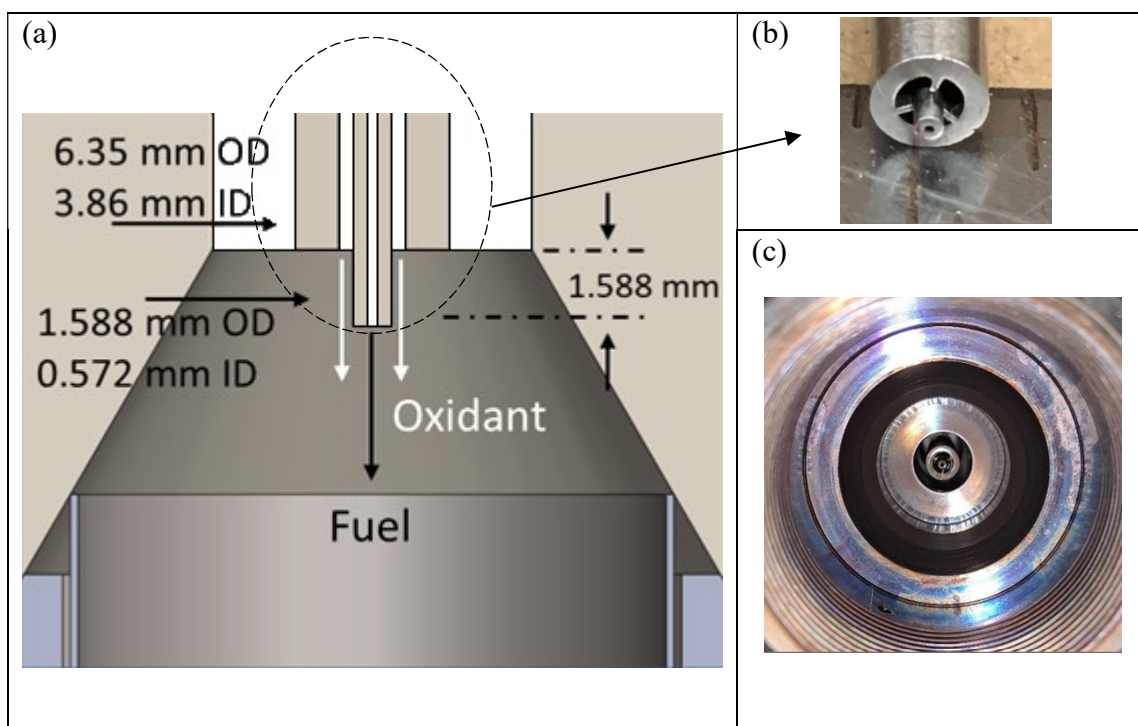 (a)
6.35 mm OD
3.86 mm ID
1.588 mm
1.588 mm OD
0.572 mm ID
Oxidant
Fuel
(b)
(c)